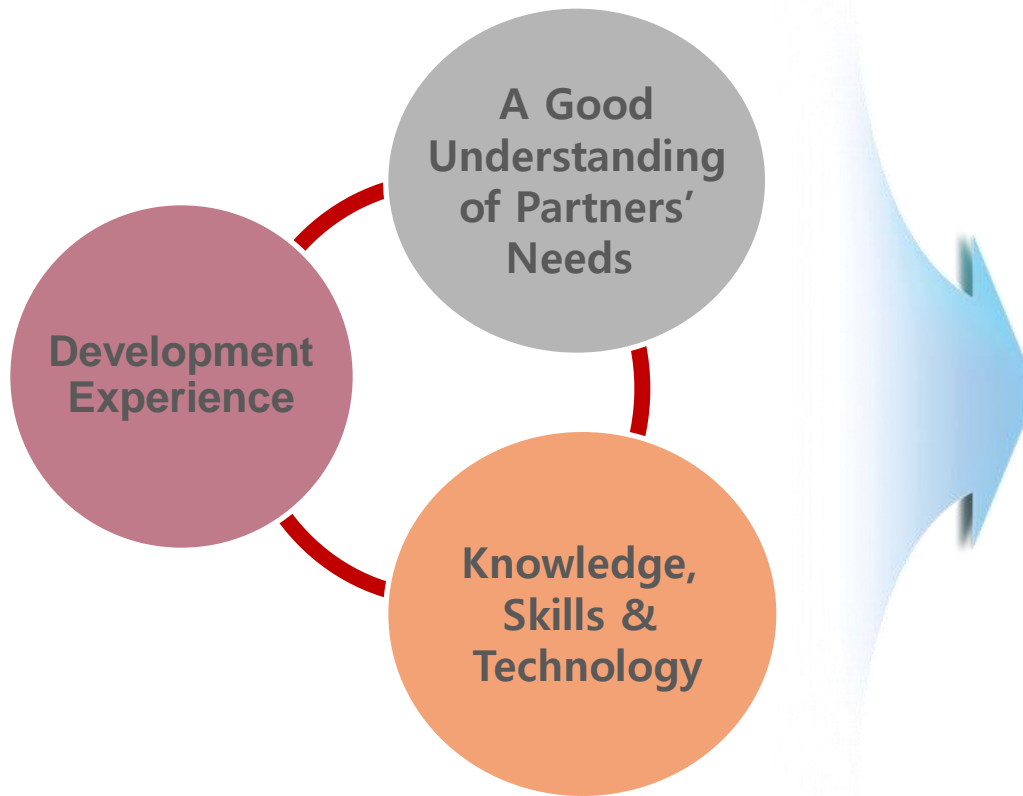 A Good
Understanding
of Partners’
Needs
Development
Experience
Knowledge,
Skills &
Technology